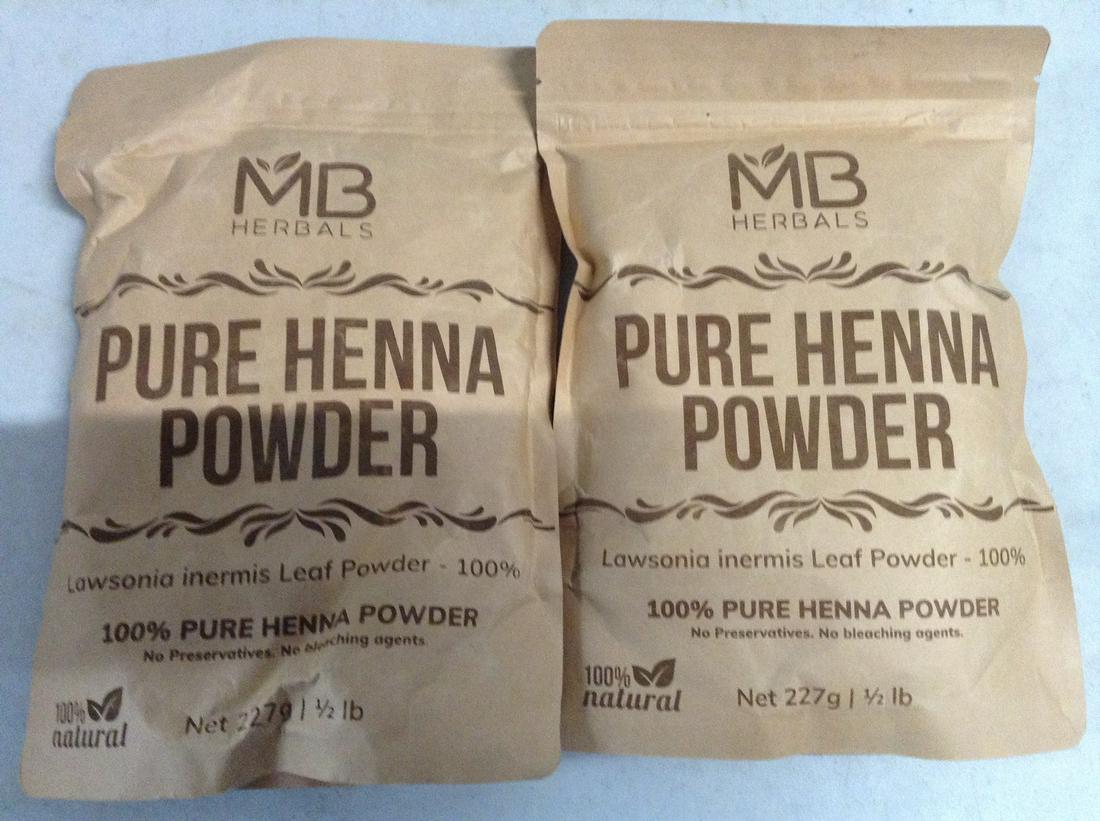 MB
HERBALS
PURE HENNA
POWDER
Lawsonia inermis Leaf Powder - 100%
100% PURE HENNA POWDER
No Preservatives. No bleaching agents.
100%
natural
Net 227g | ½ lb
MB
HERBALS
PURE HENNA
POWDER
Lawsonia inermis Leaf Powder - 100%
100% PURE HENNA POWDER
No Preservatives. No bleaching agents.
100%
natural
Net 227g | ½ lb